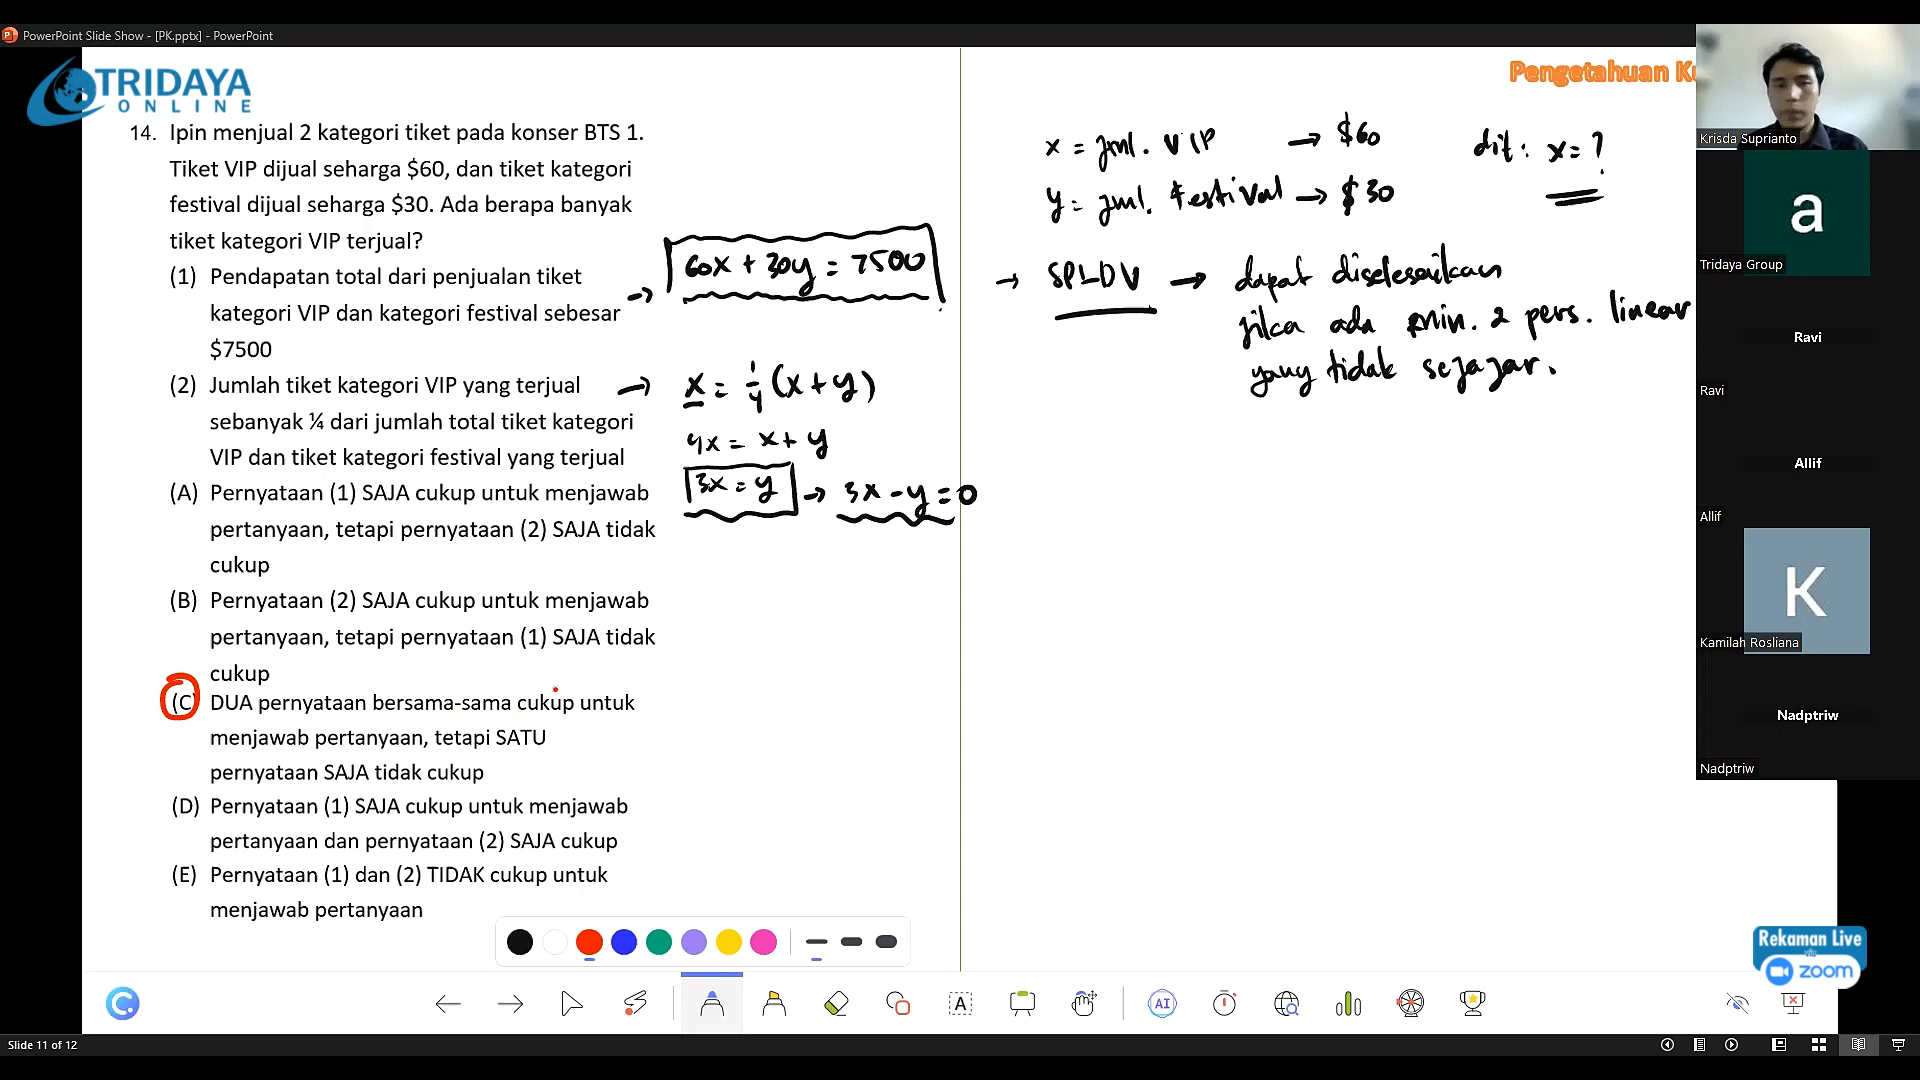 PowerPoint Slide Show - [PK.pptx] - PowerPoint
TRIDAYA
ONLINE
14. Ipin menjual 2 kategori tiket pada konser BTS 1.
Tiket VIP dijual seharga $60, dan tiket kategori
festival dijual seharga $30. Ada berapa banyak
tiket kategori VIP terjual?
(1) Pendapatan total dari penjualan tiket
kategori VIP dan kategori festival sebesar
$7500
(2) Jumlah tiket kategori VIP yang terjual
sebanyak ¼ dari jumlah total tiket kategori
VIP dan tiket kategori festival yang terjual
(A) Pernyataan (1) SAJA cukup untuk menjawab
pertanyaan, tetapi pernyataan (2) SAJA tidak
cukup
(B) Pernyataan (2) SAJA cukup untuk menjawab
pertanyaan, tetapi pernyataan (1) SAJA tidak
cukup
(C) DUA pernyataan bersama-sama cukup untuk
menjawab pertanyaan, tetapi SATU
pernyataan SAJA tidak cukup
(D) Pernyataan (1) SAJA cukup untuk menjawab
pertanyaan dan pernyataan (2) SAJA cukup
(E) Pernyataan (1) dan (2) TIDAK cukup untuk
menjawab pertanyaan
→ 60x + 30y = 7500
→ x = 1/4 (x + y)
4x = x + y
3x = y → 3x - y = 0
Pengetahuan
x = jml. VIP → $60
y = jml. festival → $30
dit: x = ?
→ SPLDV → dapat diselesaikan
jika ada min. 2 pers. linear
yang tidak sejajar.
Krisda Suprianto
a
Tridaya Group
Ravi
Ravi
Allif
Allif
K
Kamilah Rosliana
Nadptriw
Nadptriw
Rekaman Live
via
zoom
A
AI
Slide 11 of 12